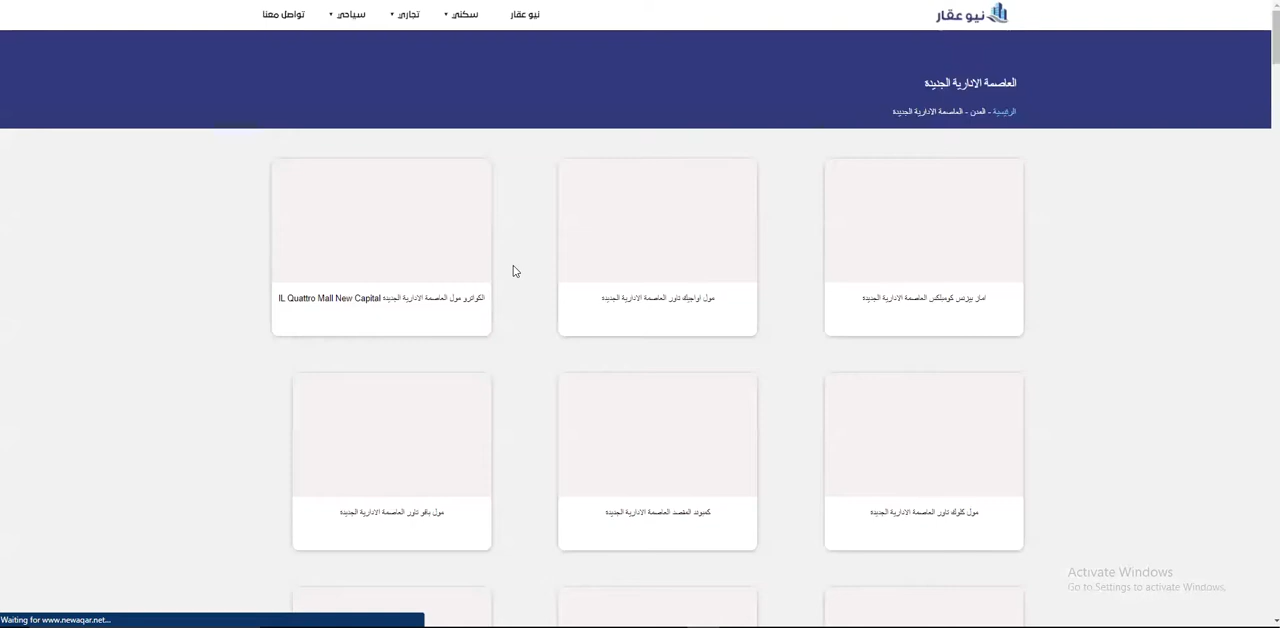 نيو عقار
نيو عقار
سكني
تجاري
سياحي
تواصل معنا
العاصمة الادارية الجديدة
الرئيسية - المدن - العاصمة الادارية الجديدة
امار بيزنس كومبلكس العاصمة الادارية الجديدة
مول اواجيك تاور العاصمة الادارية الجديدة
الكواترو مول العاصمة الادارية الجديدة IL Quattro Mall New Capital
مول كلوك تاور العاصمة الادارية الجديدة
كمبوند المقصد العاصمة الادارية الجديدة
مول بافو تاور العاصمة الادارية الجديدة
Activate Windows
Go to Settings to activate Windows.
Waiting for www.newaqar.net...